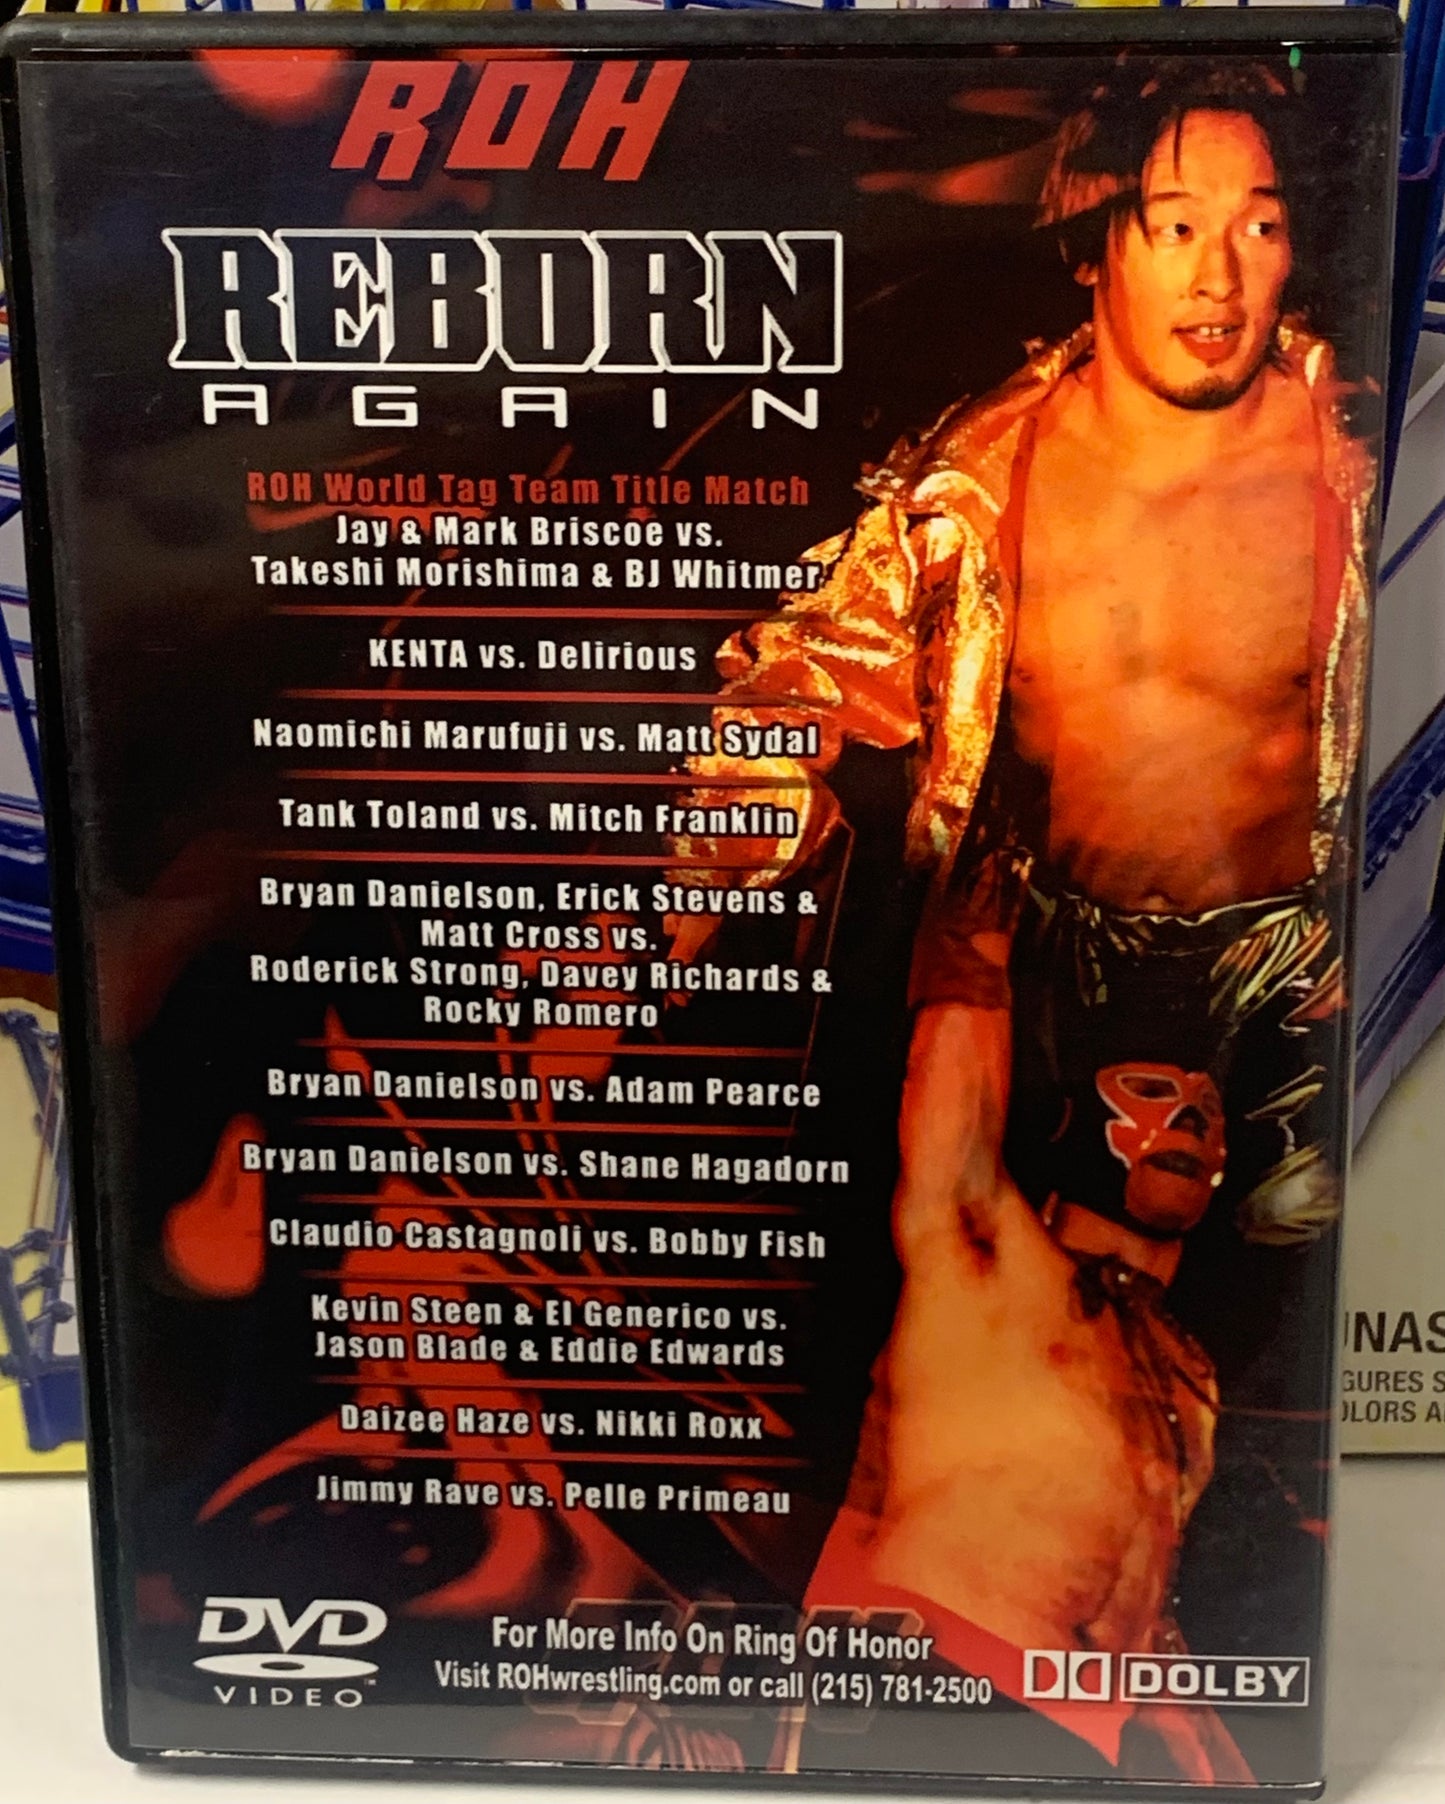 ROH
REBORN
AGAIN
ROH World Tag Team Title Match
Jay & Mark Briscoe vs.
Takeshi Morishima & BJ Whitmer
KENTA vs. Delirious
Naomichi Marufuji vs. Matt Sydal
Tank Toland vs. Mitch Franklin
Bryan Danielson, Erick Stevens &
Matt Cross vs.
Roderick Strong, Davey Richards &
Rocky Romero
Bryan Danielson vs. Adam Pearce
Bryan Danielson vs. Shane Hagadorn
Claudio Castagnoli vs. Bobby Fish
Kevin Steen & El Generico vs.
Jason Blade & Eddie Edwards
Daizee Haze vs. Nikki Roxx
Jimmy Rave vs. Pelle Primeau
DVD
VIDEO
™
For More Info On Ring Of Honor
Visit ROHwrestling.com or call (215) 781-2500
DOLBY